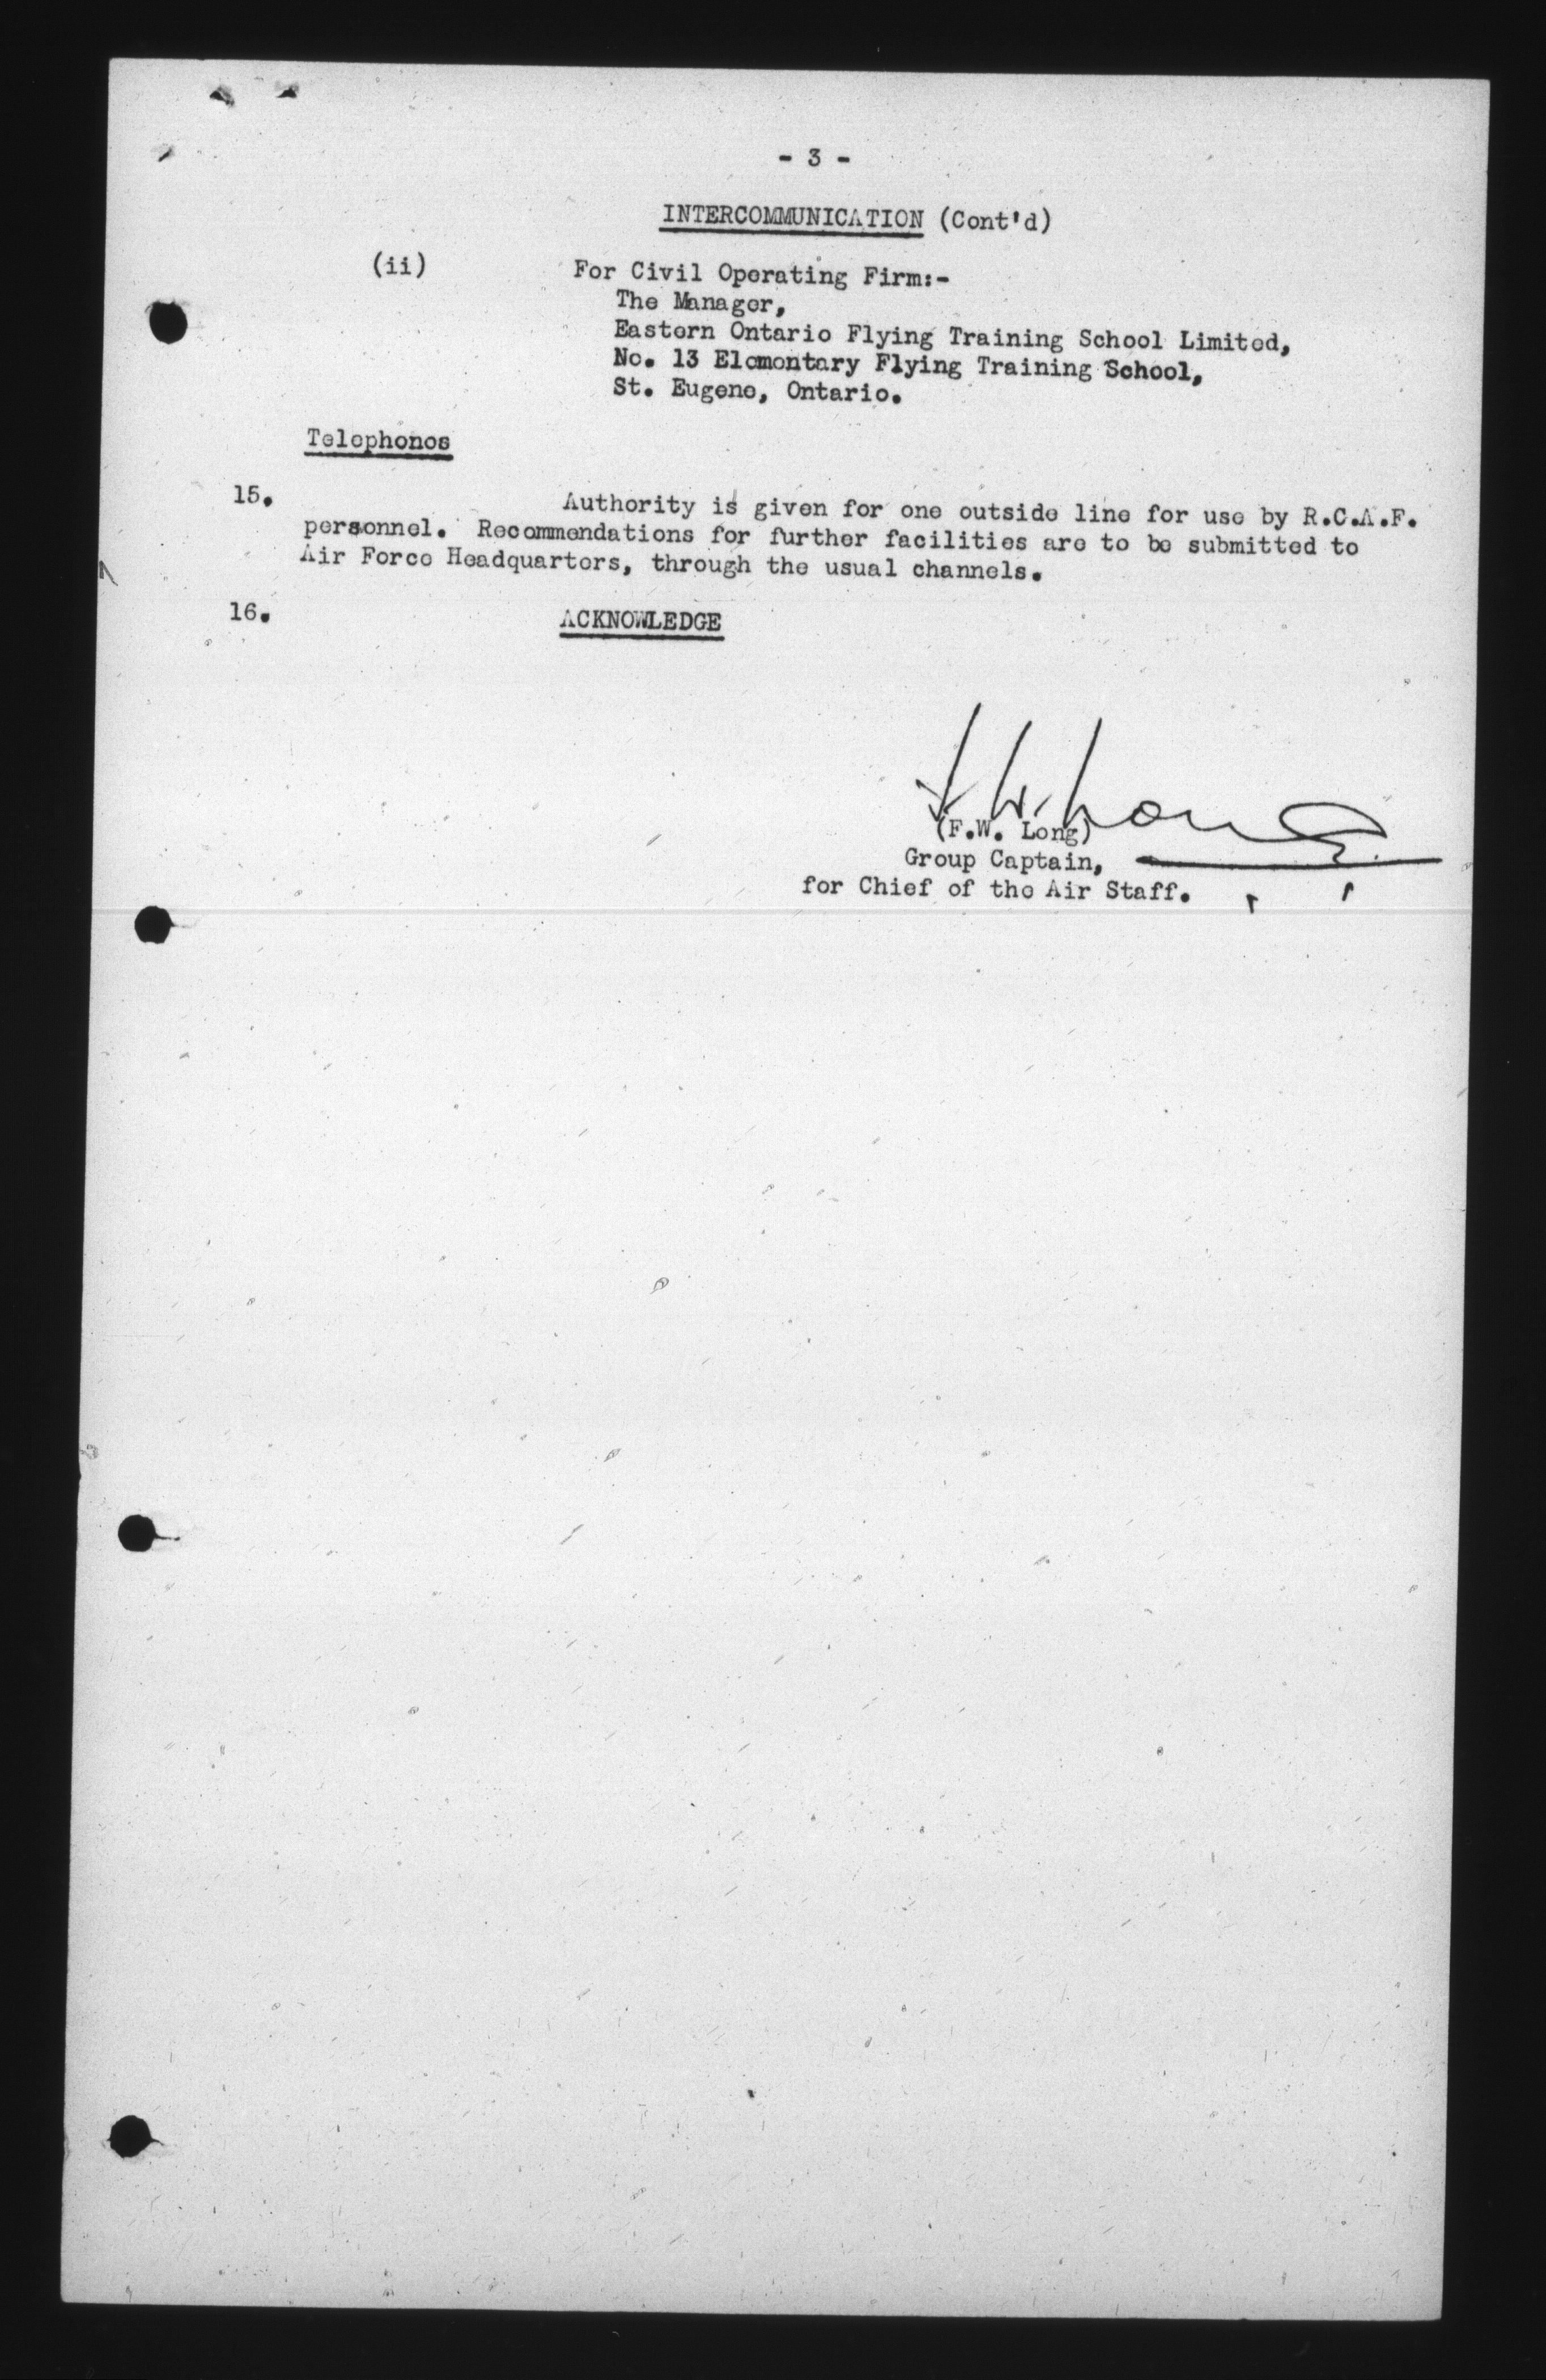 - 3 -
INTERCOMMUNICATION (Cont'd)
(ii) For Civil Operating Firm:-
The Manager,
Eastern Ontario Flying Training School Limited,
No. 13 Elementary Flying Training School,
St. Eugene, Ontario.
Telephones
15. Authority is given for one outside line for use by R.C.A.F.
personnel. Recommendations for further facilities are to be submitted to
Air Force Headquarters, through the usual channels.
16. ACKNOWLEDGE
F.W. Long
(F.W. Long)
Group Captain,
for Chief of the Air Staff.